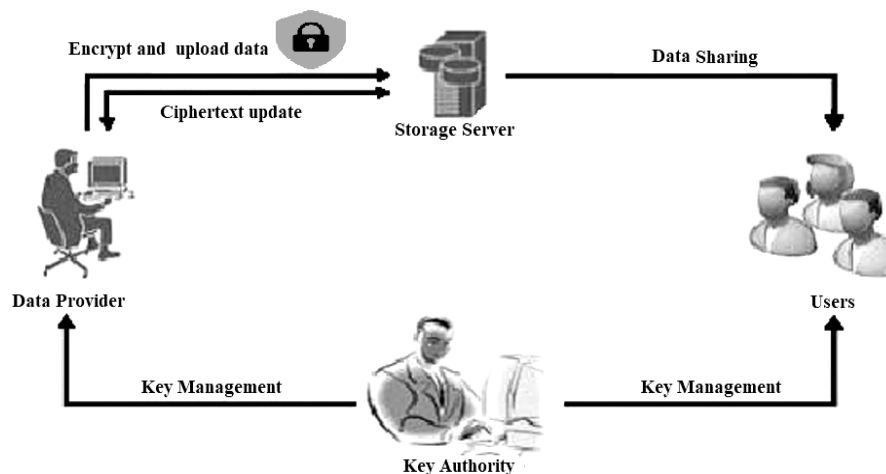 Encrypt and upload data
Data Sharing
Ciphertext update
Storage Server
Data Provider
Users
Key Management
Key Management
Key Authority